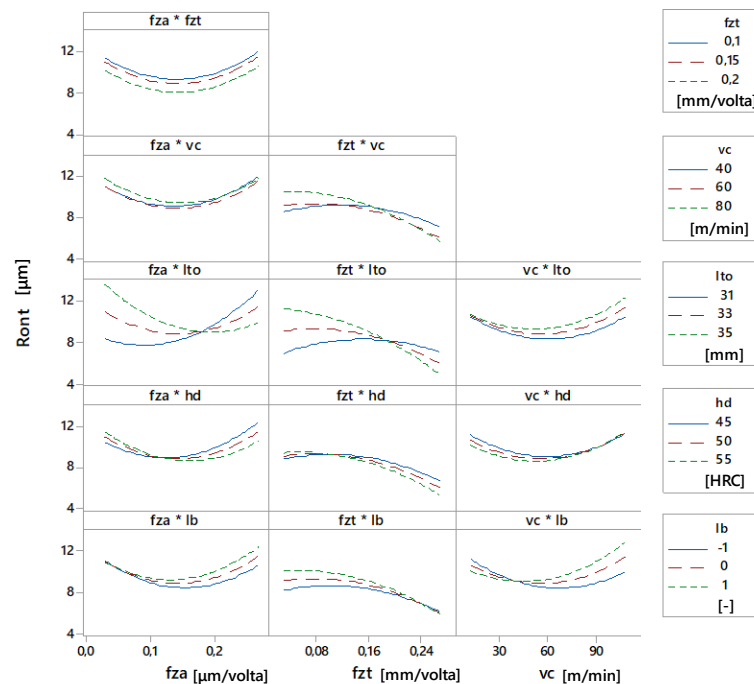 fza * fzt
12
8
4
fzt
0,1
0,15
0,2
[mm/volta]
fza * vc
fzt * vc
12
8
4
vc
40
60
80
[m/min]
Ront [µm]
fza * lto
fzt * lto
vc * lto
12
8
4
lto
31
33
35
[mm]
fza * hd
fzt * hd
vc * hd
12
8
4
hd
45
50
55
[HRC]
fza * lb
fzt * lb
vc * lb
12
8
4
lb
-1
0
1
[-]
0,0 0,1 0,2 0,08 0,16 0,24 30 60 90
fza [µm/volta] fzt [mm/volta] vc [m/min]